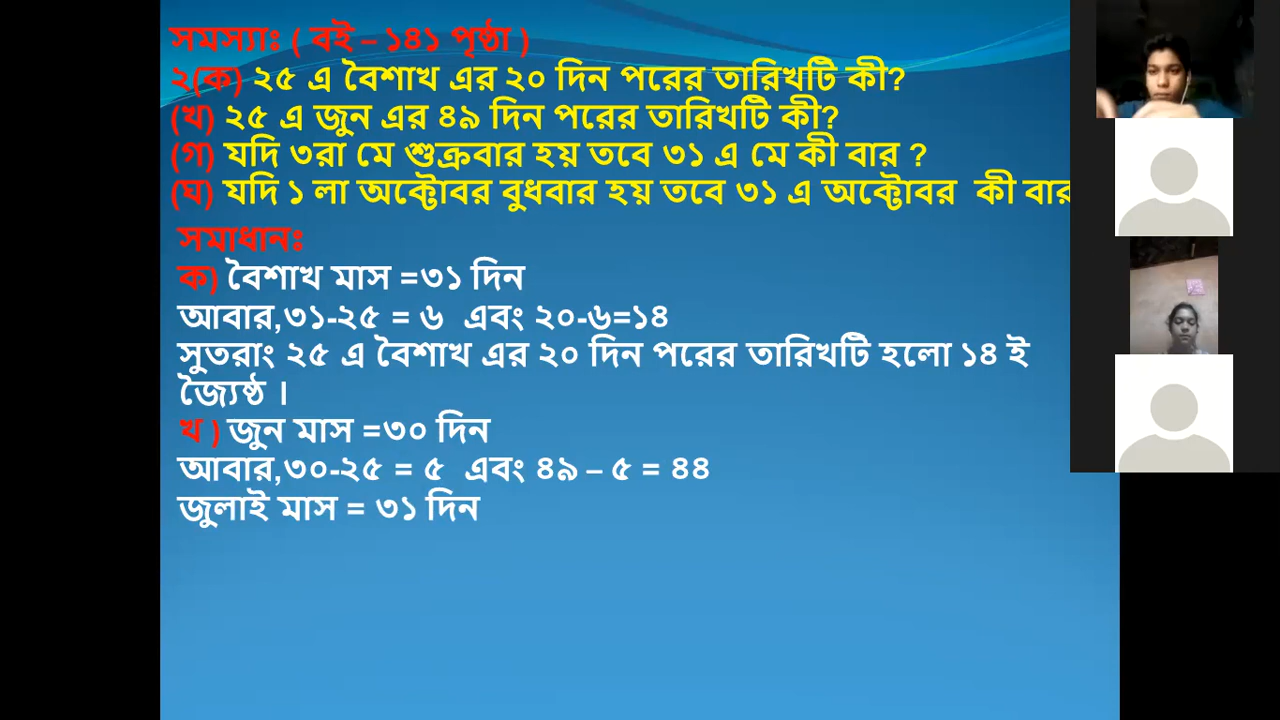 সমস্যাঃ ( বই – ১৪১ পৃষ্ঠা )
২(ক) ২৫ এ বৈশাখ এর ২০ দিন পরের তারিখটি কী?
(খ) ২৫ এ জুন এর ৪৯ দিন পরের তারিখটি কী?
(গ) যদি ৩রা মে শুক্রবার হয় তবে ৩১ এ মে কী বার ?
(ঘ) যদি ১ লা অক্টোবর বুধবার হয় তবে ৩১ এ অক্টোবর কী বার
সমাধানঃ
ক) বৈশাখ মাস =৩১ দিন
আবার,৩১-২৫ = ৬ এবং ২০-৬=১৪
সুতরাং ২৫ এ বৈশাখ এর ২০ দিন পরের তারিখটি হলো ১৪ ই
জ্যৈষ্ঠ ।
খ ) জুন মাস =৩০ দিন
আবার,৩০-২৫ = ৫ এবং ৪৯ – ৫ = ৪৪
জুলাই মাস = ৩১ দিন